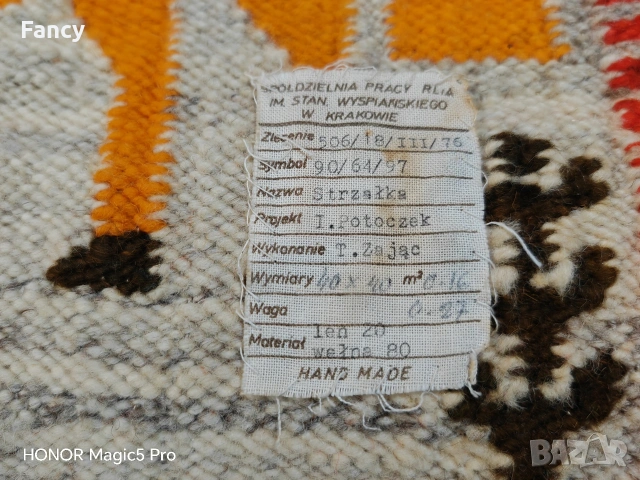 Fancy
SPÓŁDZIELNIA PRACY RLiA
IM. STAN. WYSPIAŃSKIEGO
W KRAKOWIE
Zlecenie 506/18/III/76
Symbol 90/64/97
Nazwa Strzałka
Projekt I.Potoczek
Wykonanie T.Zając
Wymiary 40 x 40 m² 0.16
Waga 0.27
Materiał len 20
wełna 80
HAND MADE
HONOR Magic5 Pro
BAZAR